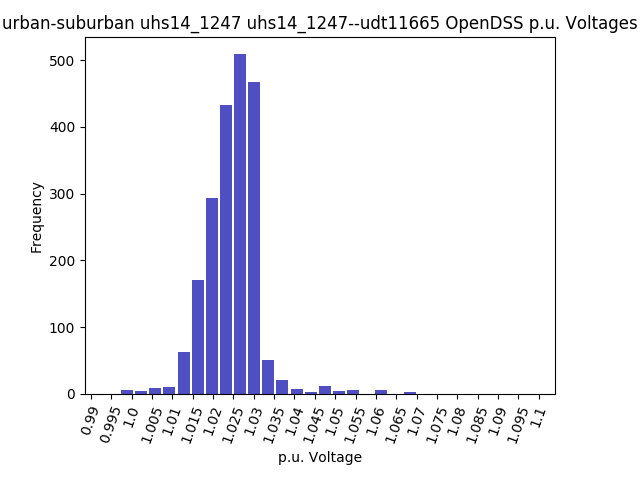 urban-suburban uhs14_1247 uhs14_1247--udt11665 OpenDSS p.u. Voltages
500
400
300
200
100
0
Frequency
0.99 0.995 1.0 1.005 1.01 1.015 1.02 1.025 1.03 1.035 1.04 1.045 1.05 1.055 1.06 1.065 1.07 1.075 1.08 1.085 1.09 1.095 1.1
p.u. Voltage